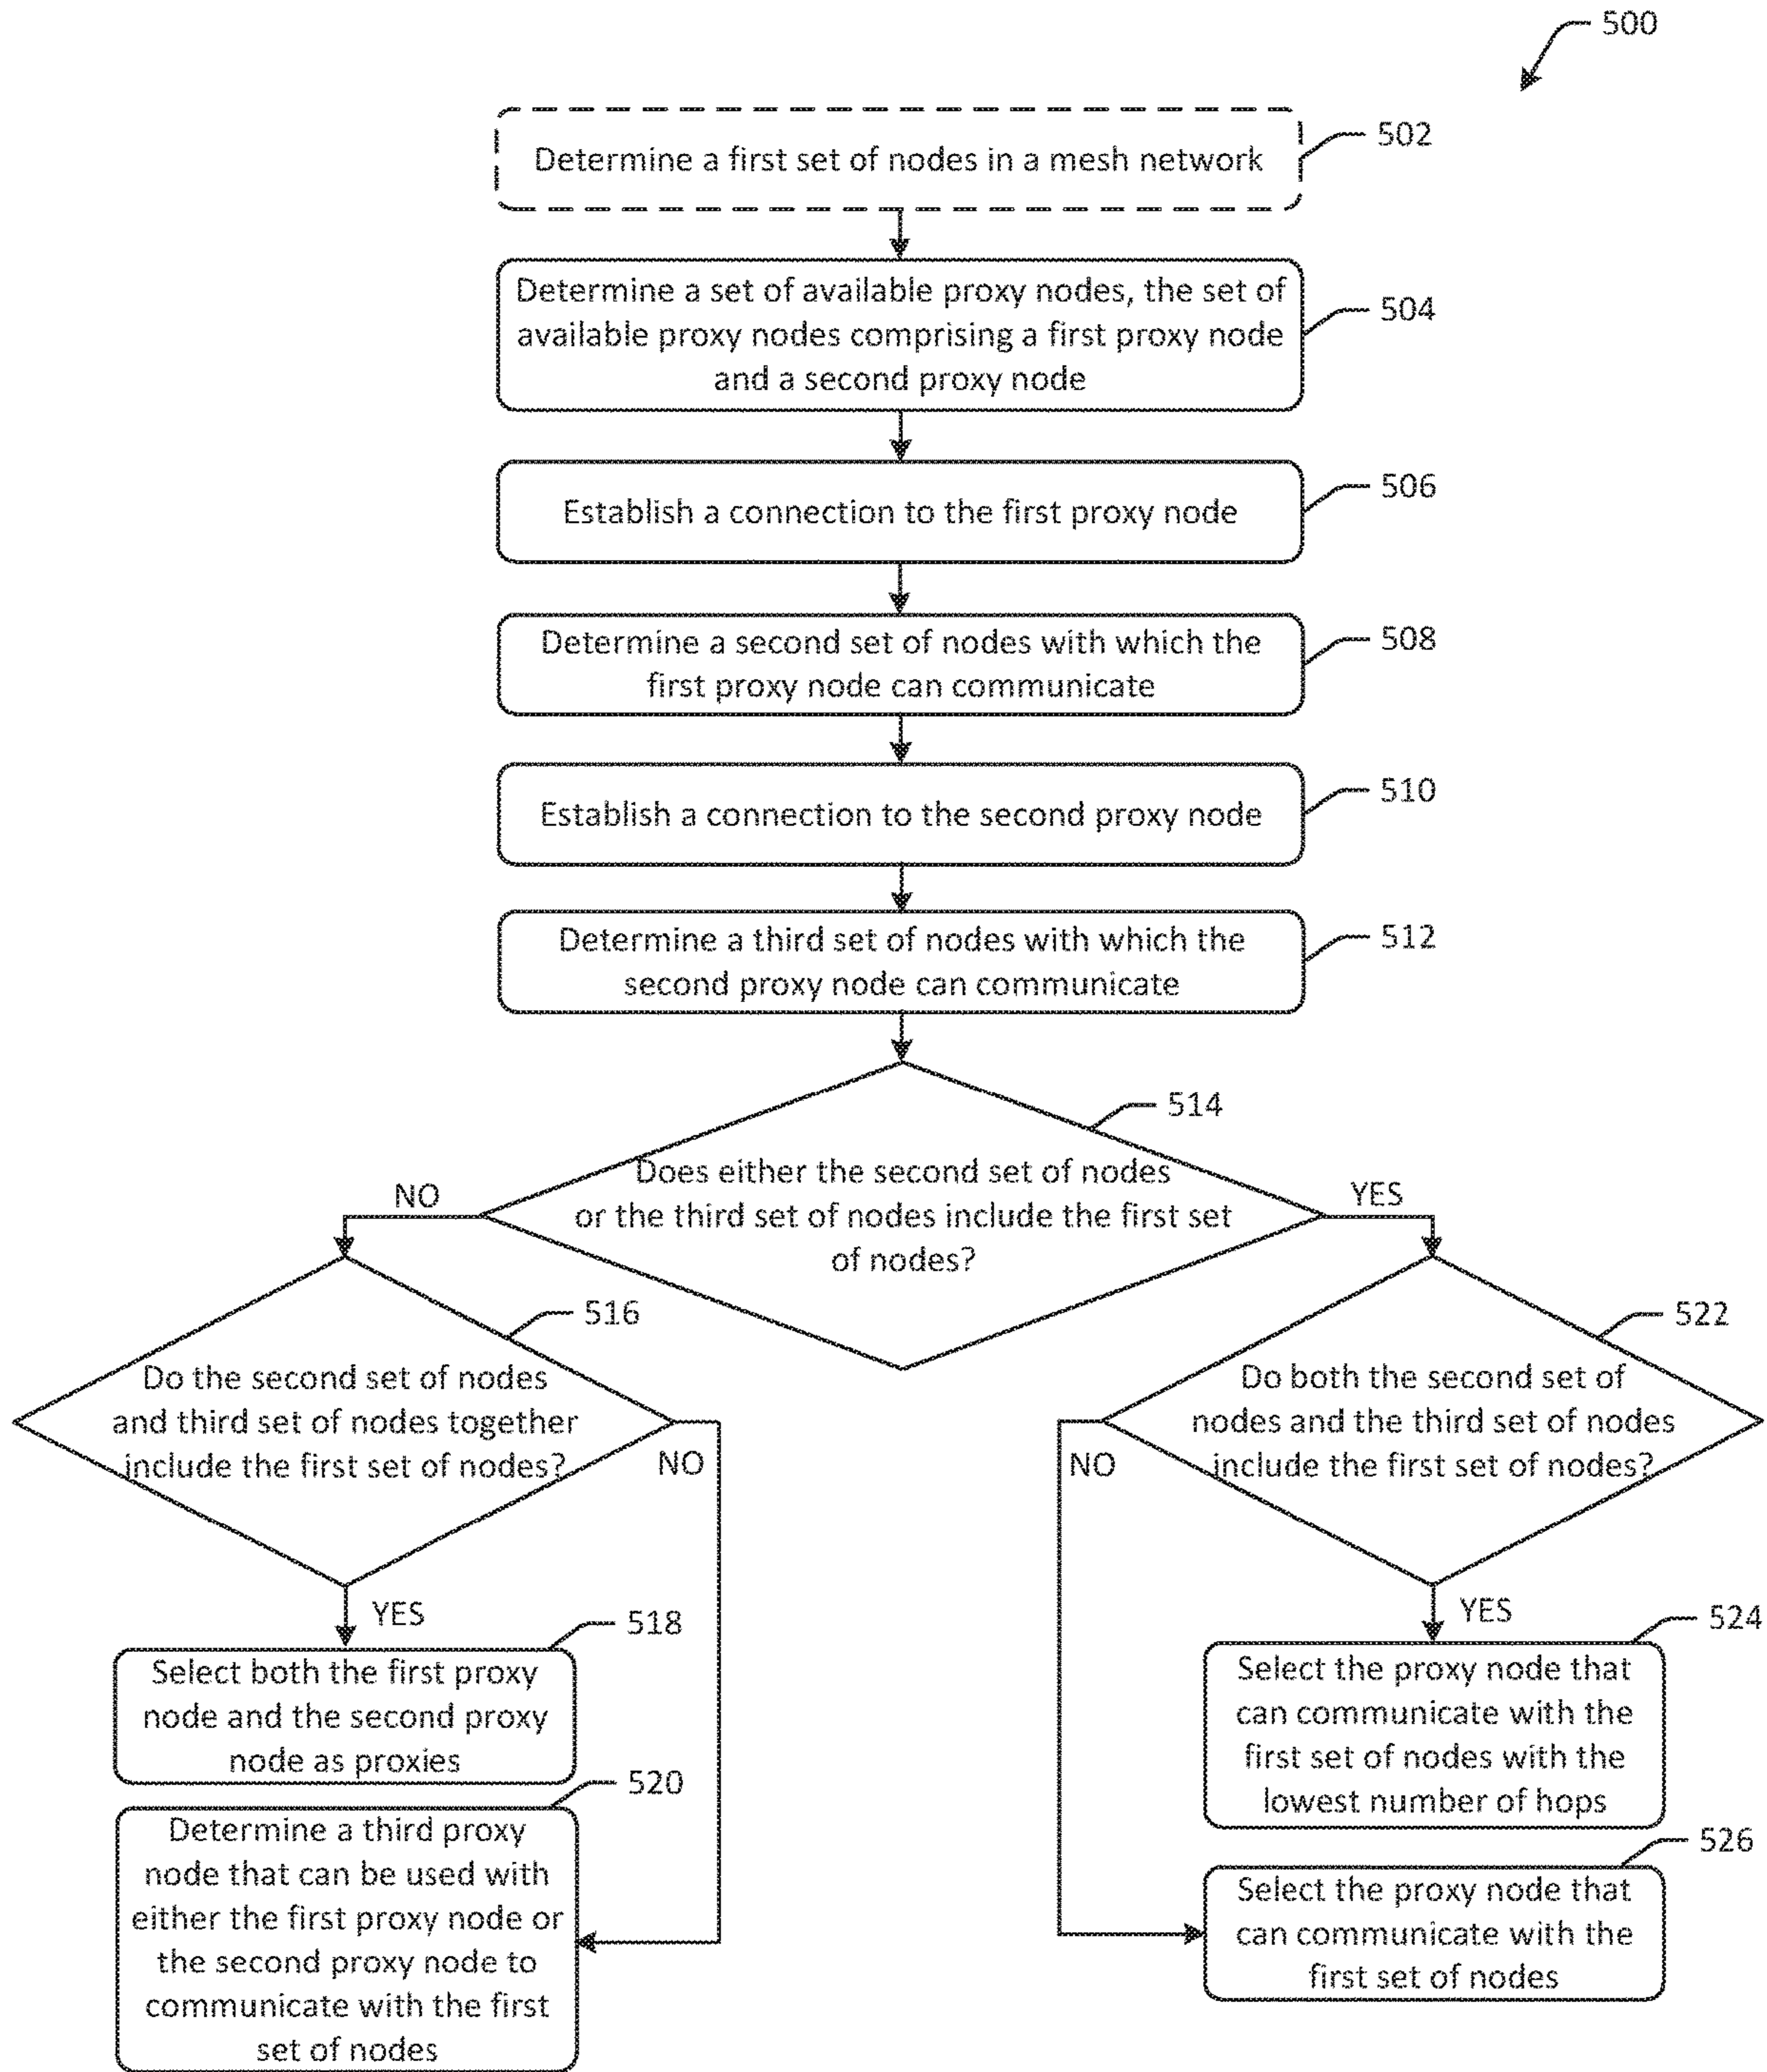 500
Determine a first set of nodes in a mesh network
502
Determine a set of available proxy nodes, the set of
available proxy nodes comprising a first proxy node
and a second proxy node
504
Establish a connection to the first proxy node
506
Determine a second set of nodes with which the
first proxy node can communicate
508
Establish a connection to the second proxy node
510
Determine a third set of nodes with which the
second proxy node can communicate
512
514
Does either the second set of nodes
or the third set of nodes include the first set
of nodes?
NO
YES
516
Do the second set of nodes
and third set of nodes together
include the first set of nodes?
NO
YES
518
Select both the first proxy
node and the second proxy
node as proxies
520
Determine a third proxy
node that can be used with
either the first proxy node or
the second proxy node to
communicate with the first
set of nodes
522
Do both the second set of
nodes and the third set of nodes
include the first set of nodes?
NO
YES
524
Select the proxy node that
can communicate with the
first set of nodes with the
lowest number of hops
526
Select the proxy node that
can communicate with the
first set of nodes